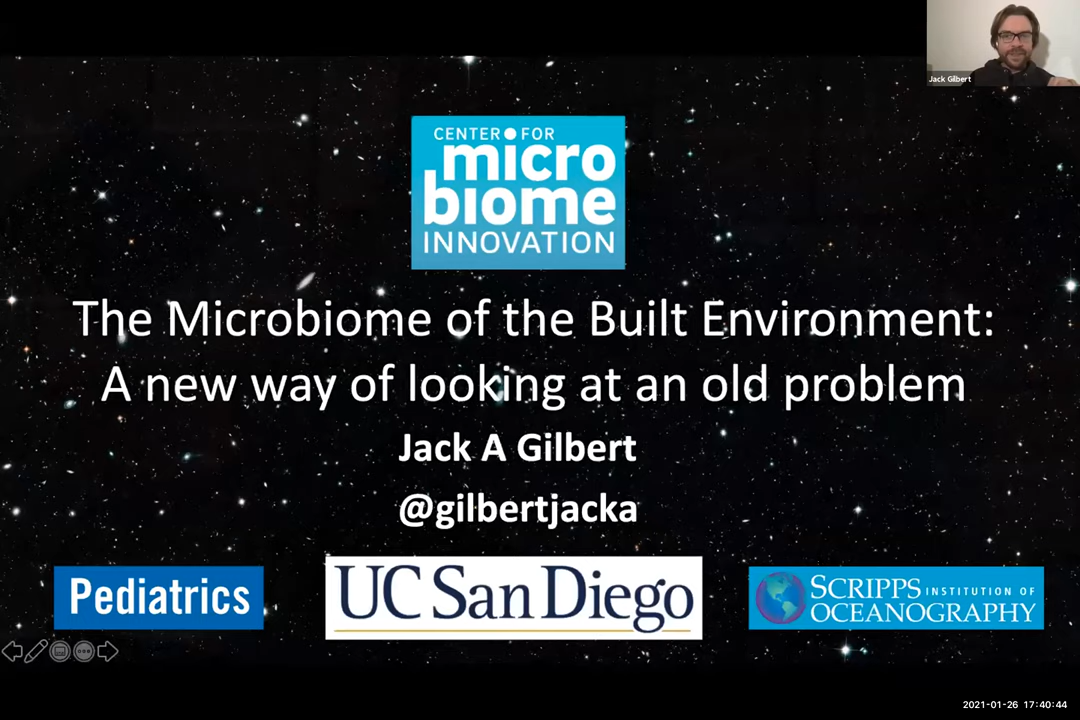 Jack Gilbert
CENTER FOR
micro
biome
INNOVATION
The Microbiome of the Built Environment:
A new way of looking at an old problem
Jack A Gilbert
@gilbertjacka
Pediatrics
UC San Diego
SCRIPPS INSTITUTION OF
OCEANOGRAPHY
2021-01-26 17:40:44